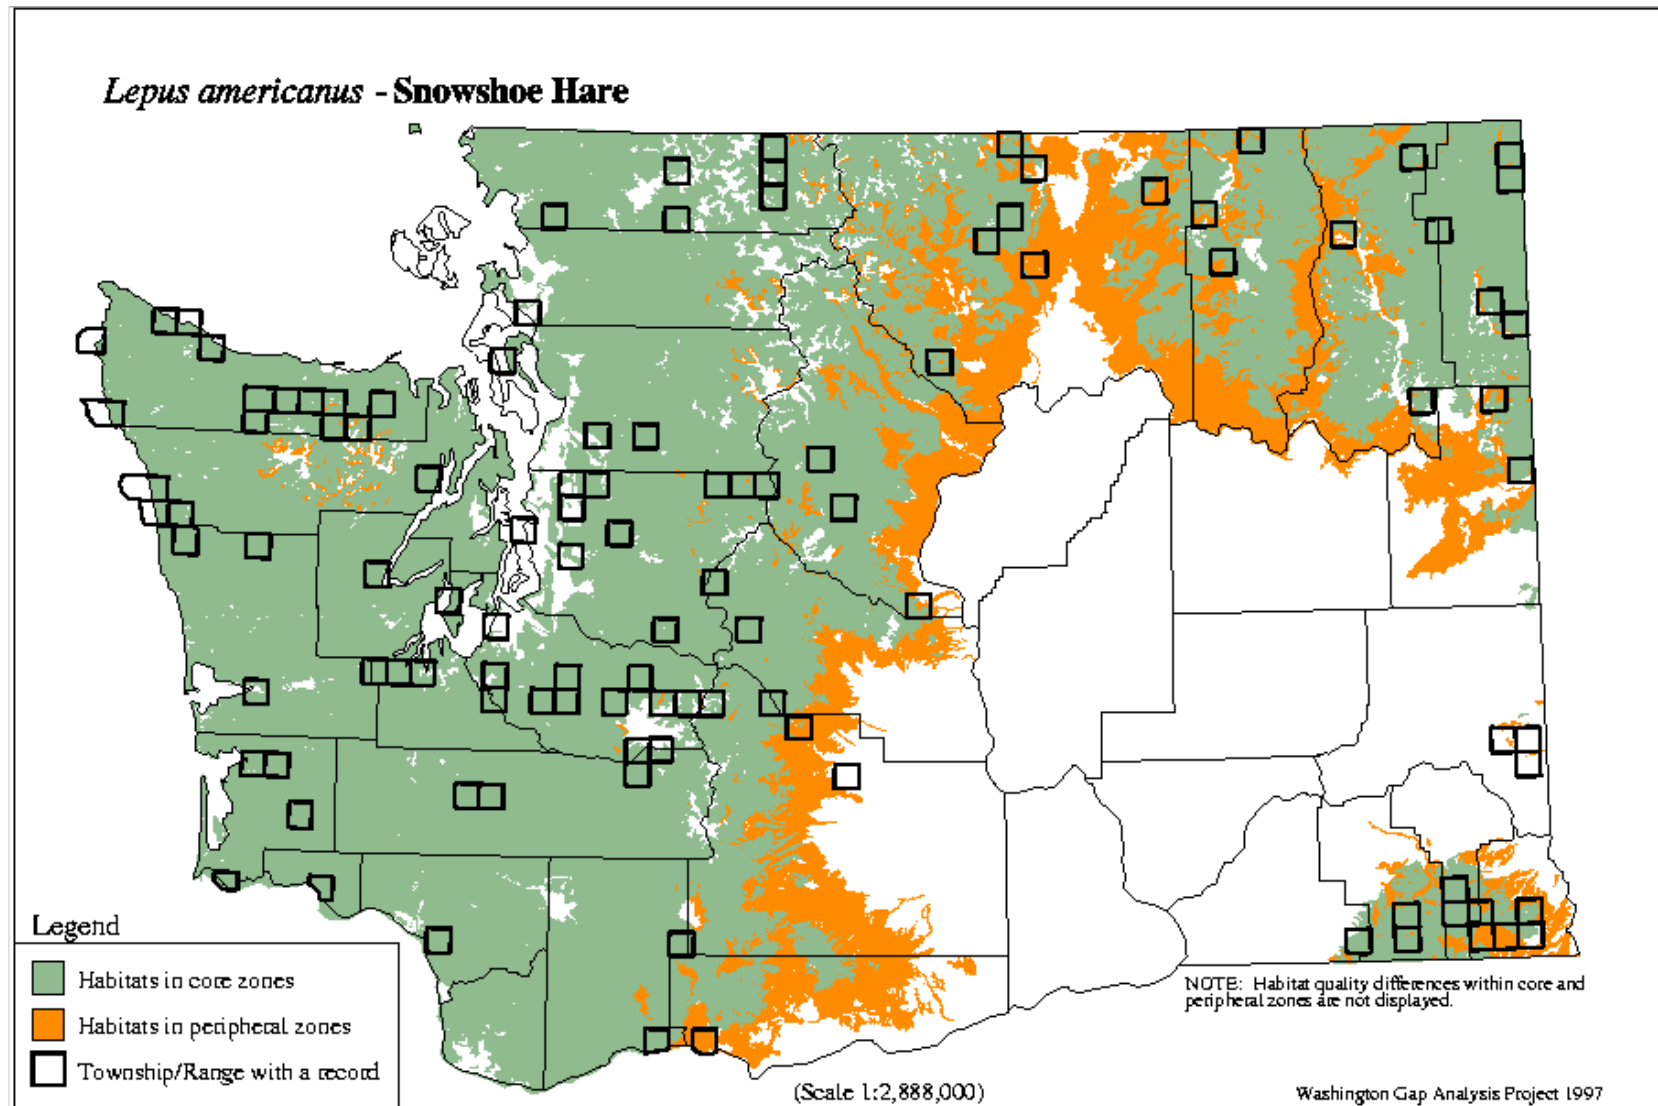 Lepus americanus - Snowshoe Hare
Legend
Habitats in core zones
Habitats in peripheral zones
Township/Range with a record
NOTE: Habitat quality differences within core and
peripheral zones are not displayed.
(Scale 1:2,888,000)
Washington Gap Analysis Project 1997